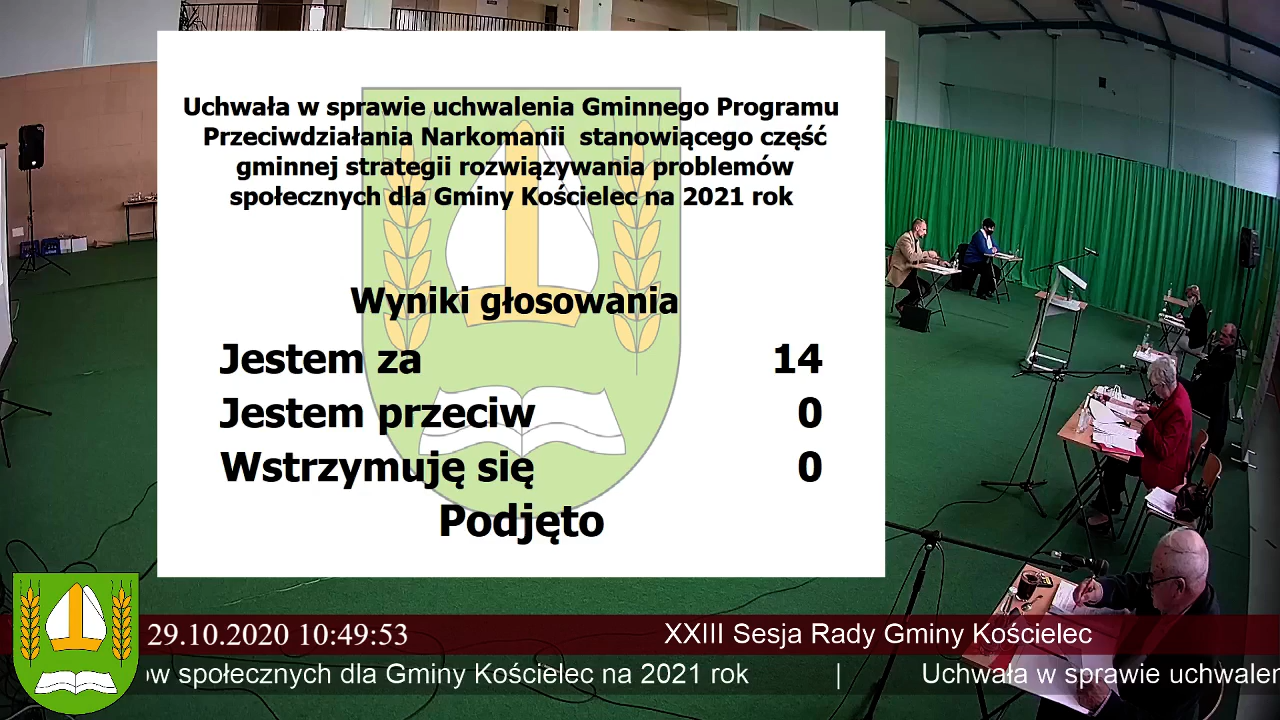 Uchwała w sprawie uchwalenia Gminnego Programu
Przeciwdziałania Narkomanii stanowiącego część
gminnej strategii rozwiązywania problemów
społecznych dla Gminy Kościelec na 2021 rok
Wyniki głosowania
Jestem za 14
Jestem przeciw 0
Wstrzymuję się 0
Podjęto
29.10.2020 10:49:53 XXIII Sesja Rady Gminy Kościelec
ów społecznych dla Gminy Kościelec na 2021 rok | Uchwała w sprawie uchwalen